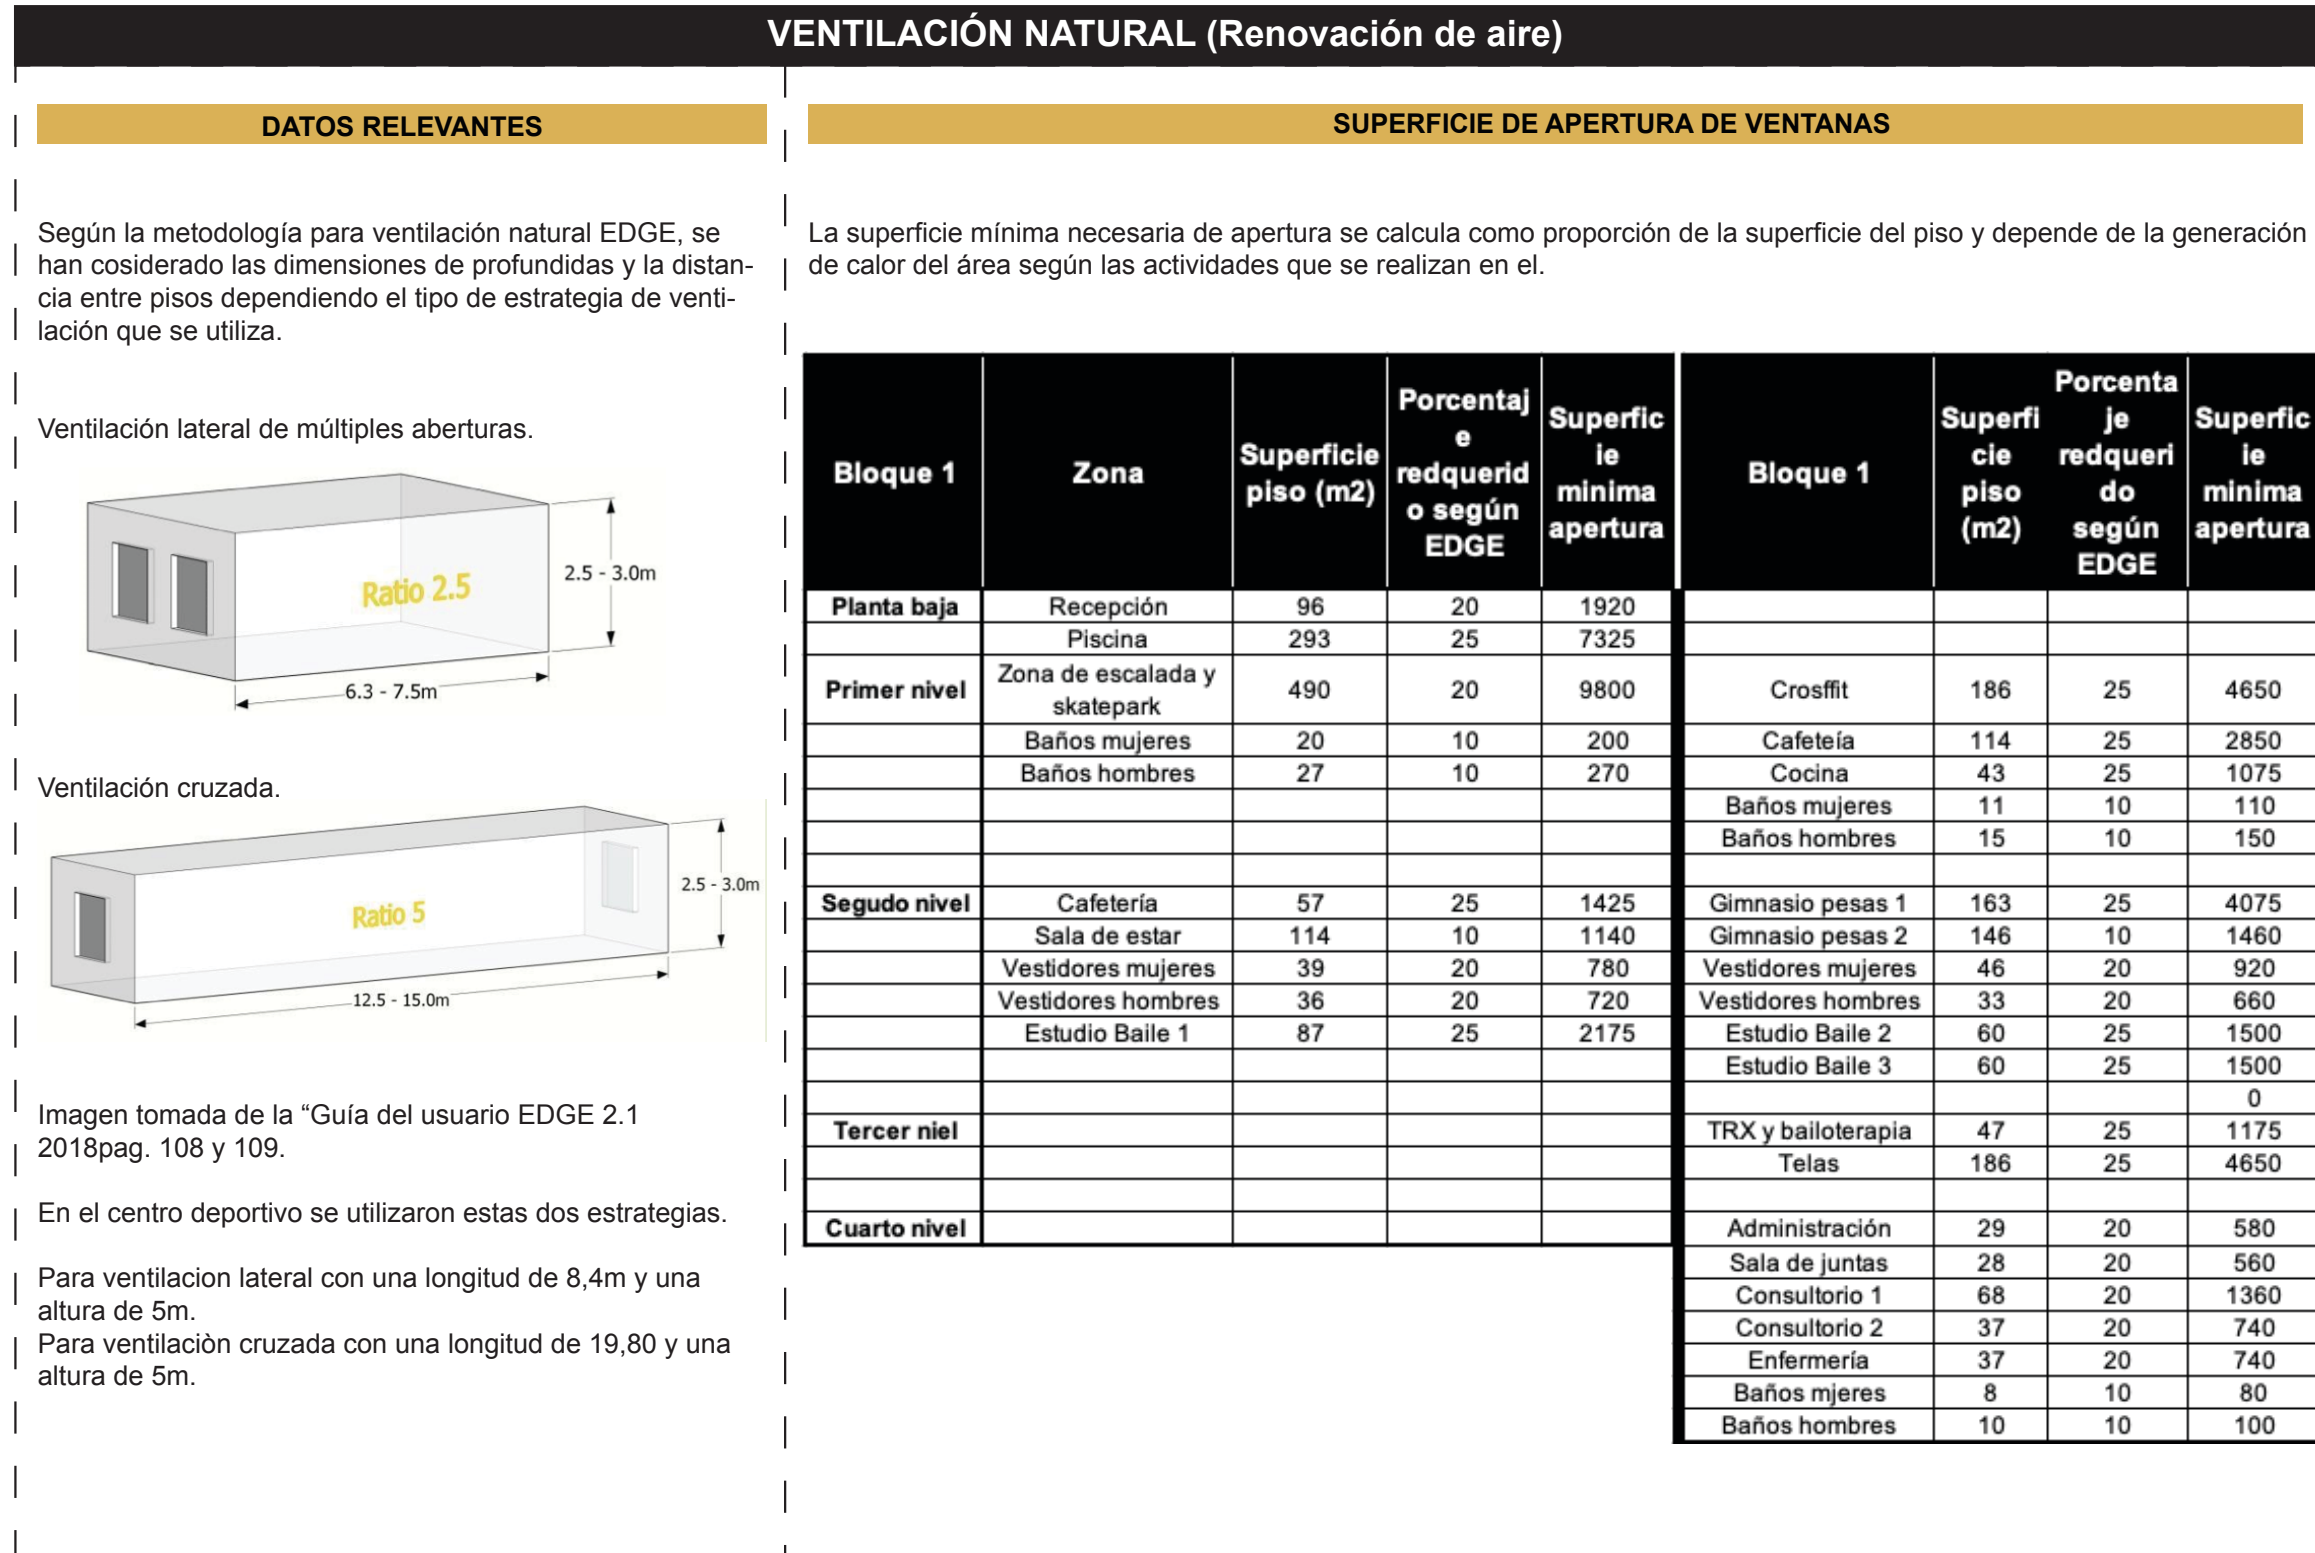 VENTILACIÓN NATURAL (Renovación de aire)
DATOS RELEVANTES
Según la metodología para ventilación natural EDGE, se
han cosiderado las dimensiones de profundidas y la distan-
cia entre pisos dependiendo el tipo de estrategia de venti-
lación que se utiliza.
Ventilación lateral de múltiples aberturas.
Ratio 2.5
2.5 - 3.0m
6.3 - 7.5m
Ventilación cruzada.
Ratio 5
2.5 - 3.0m
12.5 - 15.0m
Imagen tomada de la “Guía del usuario EDGE 2.1
2018pag. 108 y 109.
En el centro deportivo se utilizaron estas dos estrategias.
Para ventilacion lateral con una longitud de 8,4m y una
altura de 5m.
Para ventilaciòn cruzada con una longitud de 19,80 y una
altura de 5m.
SUPERFICIE DE APERTURA DE VENTANAS
La superficie mínima necesaria de apertura se calcula como proporción de la superficie del piso y depende de la generación
de calor del área según las actividades que se realizan en el.
Bloque 1
Zona
Superficie
piso (m2)
Porcentaj
e
redquerid
o según
EDGE
Superfic
ie
minima
apertura
Planta baja Recepción 96 20 1920
Piscina 293 25 7325
Primer nivel Zona de escalada y
skatepark 490 20 9800
Baños mujeres 20 10 200
Baños hombres 27 10 270
Segudo nivel Cafetería 57 25 1425
Sala de estar 114 10 1140
Vestidores mujeres 39 20 780
Vestidores hombres 36 20 720
Estudio Baile 1 87 25 2175
Tercer niel
Cuarto nivel
Bloque 1
Superfi
cie
piso
(m2)
Porcenta
je
redqueri
do
según
EDGE
Superfic
ie
minima
apertura
Crosffit 186 25 4650
Cafeteía 114 25 2850
Cocina 43 25 1075
Baños mujeres 11 10 110
Baños hombres 15 10 150
Gimnasio pesas 1 163 25 4075
Gimnasio pesas 2 146 10 1460
Vestidores mujeres 46 20 920
Vestidores hombres 33 20 660
Estudio Baile 2 60 25 1500
Estudio Baile 3 60 25 1500
0
TRX y bailoterapia 47 25 1175
Telas 186 25 4650
Administración 29 20 580
Sala de juntas 28 20 560
Consultorio 1 68 20 1360
Consultorio 2 37 20 740
Enfermería 37 20 740
Baños mjeres 8 10 80
Baños hombres 10 10 100